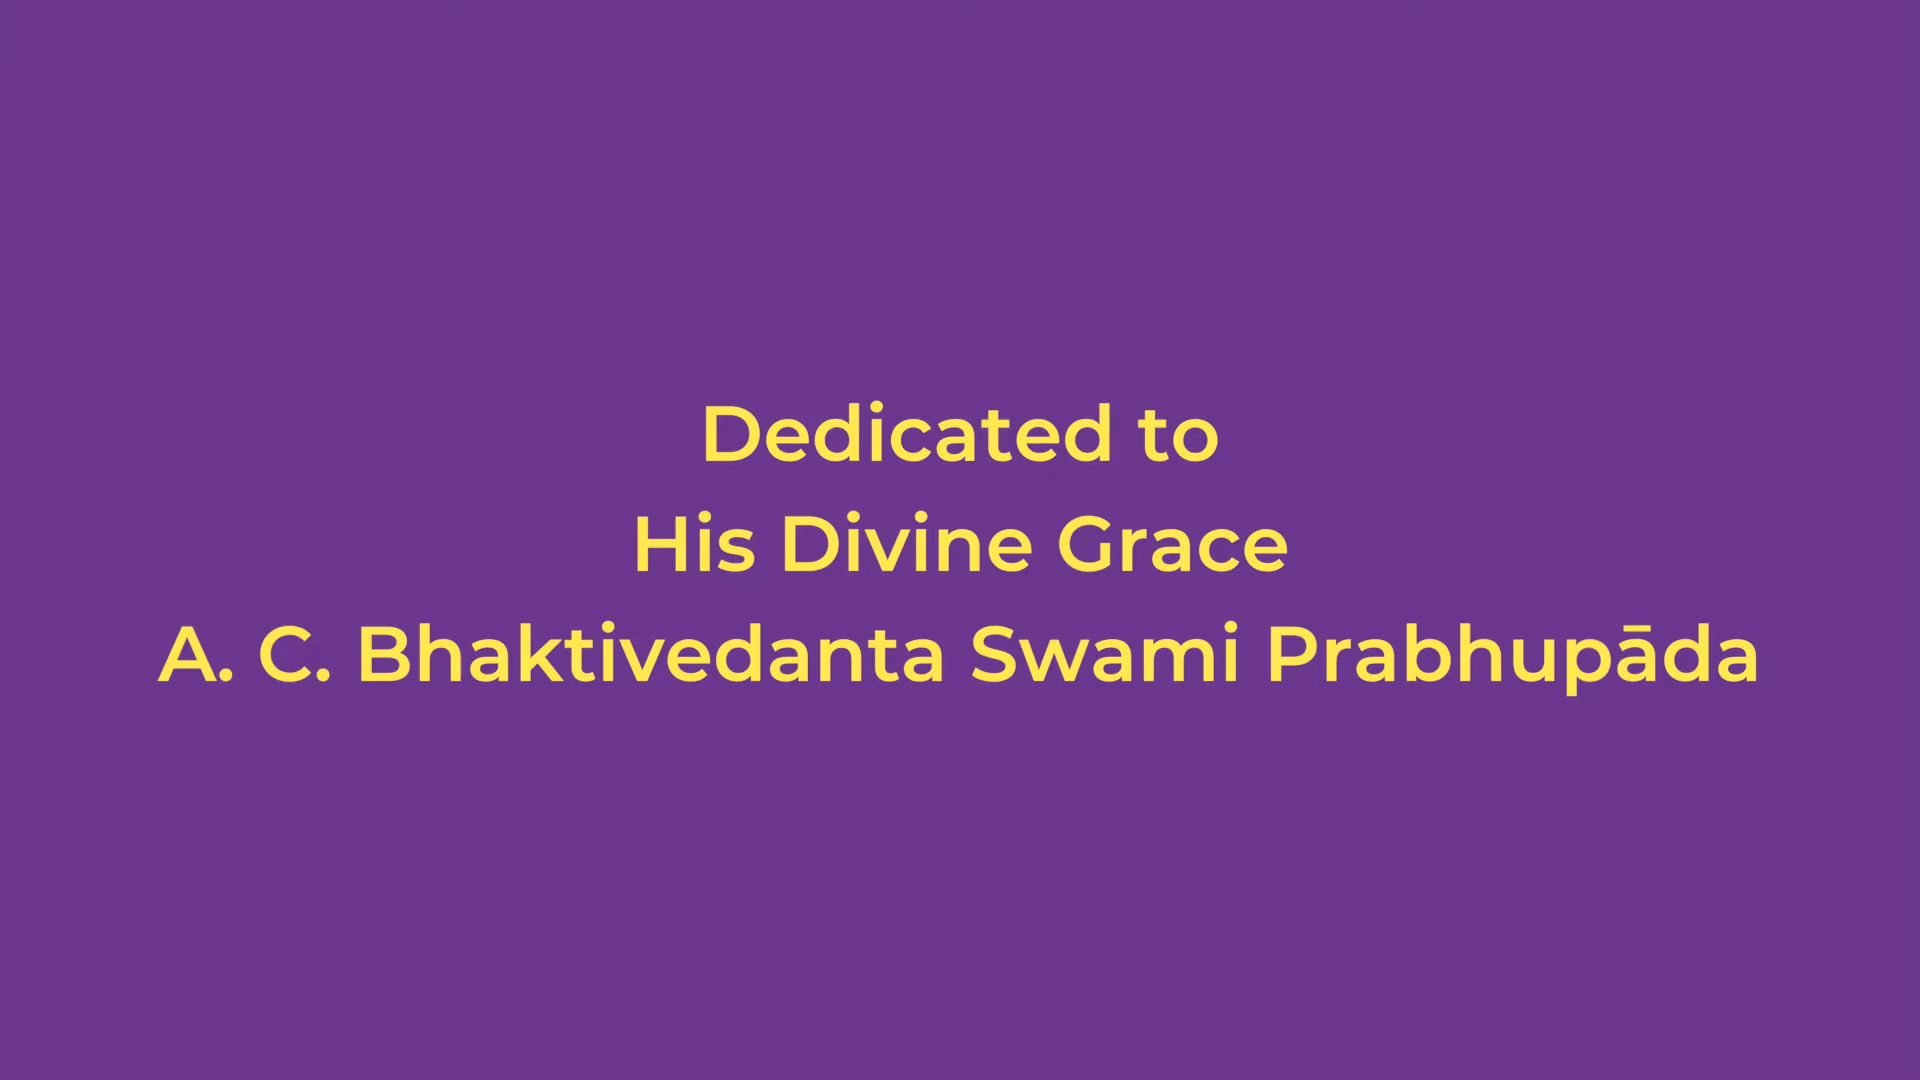 Dedicated to
His Divine Grace
A. C. Bhaktivedanta Swami Prabhupāda